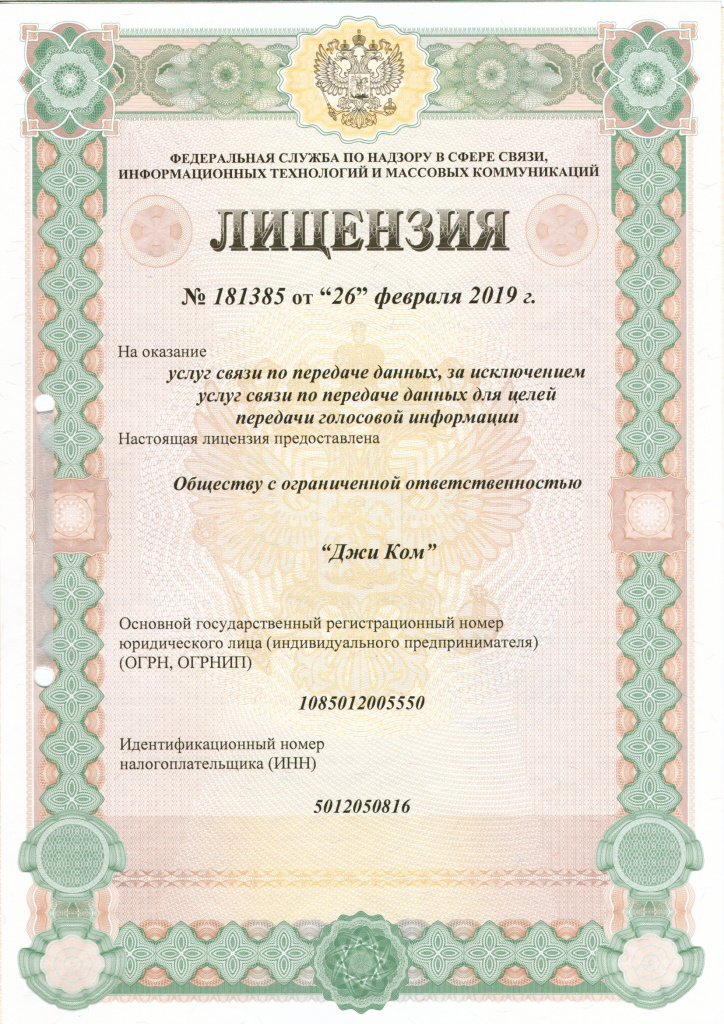 ФЕДЕРАЛЬНАЯ СЛУЖБА ПО НАДЗОРУ В СФЕРЕ СВЯЗИ,
ИНФОРМАЦИОННЫХ ТЕХНОЛОГИЙ И МАССОВЫХ КОММУНИКАЦИЙ
ЛИЦЕНЗИЯ
№ 181385 от “26” февраля 2019 г.
На оказание
услуг связи по передаче данных, за исключением
услуг связи по передаче данных для целей
передачи голосовой информации
Настоящая лицензия предоставлена
Обществу с ограниченной ответственностью
“Джи Ком”
Основной государственный регистрационный номер
юридического лица (индивидуального предпринимателя)
(ОГРН, ОГРНИП)
1085012005550
Идентификационный номер
налогоплательщика (ИНН)
5012050816